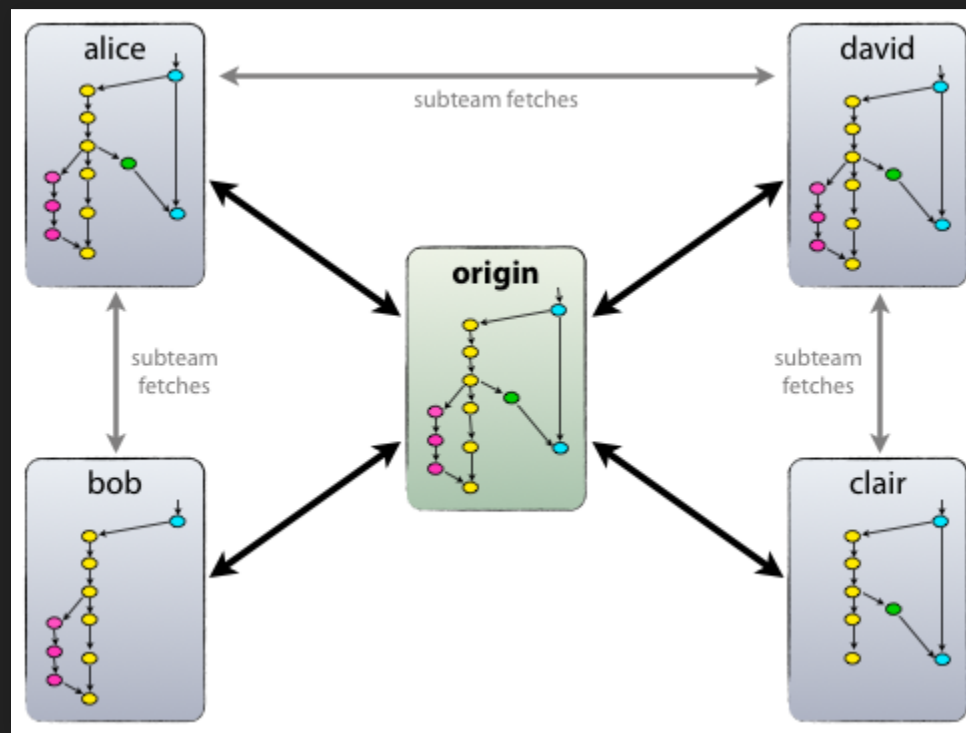 alice
david
subteam fetches
origin
subteam
fetches
subteam
fetches
bob
clair